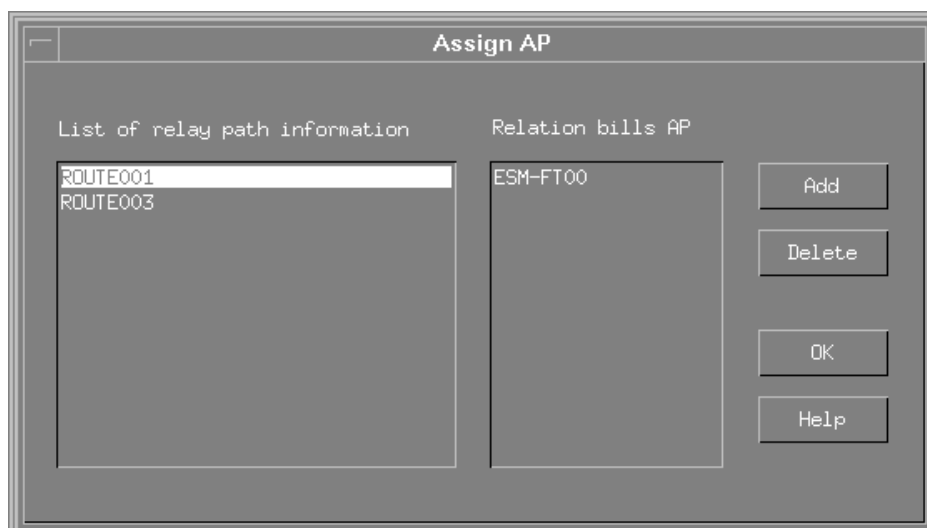 Assign AP
List of relay path information
Relation bills AP
ROUTE001
ROUTE003
ESM-FT00
Add
Delete
OK
Help